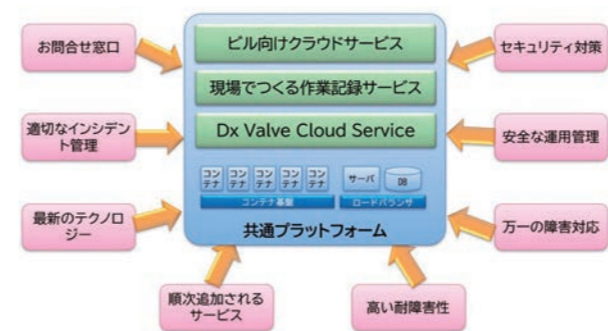 お問合せ窓口
ビル向けクラウドサービス
セキュリティ対策
現場でつくる作業記録サービス
適切なインシデン
ト管理
Dx Valve Cloud Service
安全な運用管理
コン
テナ
コン
テナ
コン
テナ
コン
テナ
コン
テナ
サーバ
DB
コンテナ基盤
ロードバランサ
最新のテクノロ
ジー
共通プラットフォーム
万一の障害対応
順次追加される
サービス
高い耐障害性